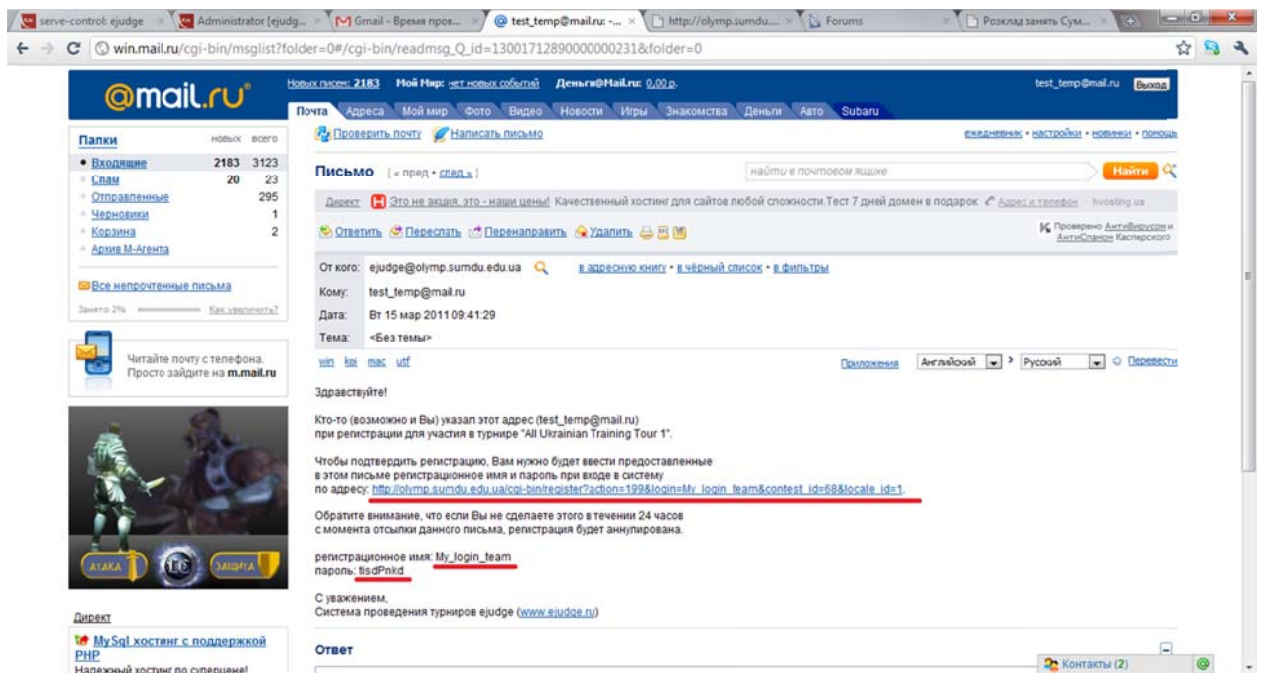 serve-control: ejudge
Administrator [ejudg...
Gmail - Время проз...
@ test_temp@mail.ru: -...
http://olymp.sumdu....
Forums
Розклад занять Сум...
win.mail.ru/cgi-bin/msglist?folder=0#/cgi-bin/readmsg_Q_id=13001712890000000231&folder=0
@mail.ru
Новых писем: 2183 Мой Мир: нет новых событий Деньги@Mail.ru: 0,00 р.
test_temp@mail.ru Выход
Почта Адреса Мой мир Фото Видео Новости Игры Знакомства Деньги Авто Subaru
Проверить почту Написать письмо
ежедневник • настройки • новинки • помощь
Папки новых всего
Входящие 2183 3123
Спам 20 23
Отправленные 295
Черновики 1
Корзина 2
Архив М-Агента
Все непрочтенные письма
Занято 2% Как увеличить?
Читайте почту с телефона.
Просто зайдите на m.mail.ru
АТАКА ЗАЩИТА
Директ
MySql хостинг с поддержкой
PHP
Надежный хостинг по суперцене!
Письмо [ « пред • след » ]
найти в почтовом ящике Найти
Директ Это не акция, это - наши цены! Качественный хостинг для сайтов любой сложности.Тест 7 дней домен в подарок Адрес и телефон · hvosting.ua
Ответить Переслать Перенаправить Удалить
Проверено АнтиВирусом и
АнтиСпамом Касперского
От кого: ejudge@olymp.sumdu.edu.ua в адресную книгу • в чёрный список • в фильтры
Кому: test_temp@mail.ru
Дата: Вт 15 мар 2011 09:41:29
Тема: <Без темы>
win koi mac utf
Приложения Английский > Русский Перевести
Здравствуйте!
Кто-то (возможно и Вы) указал этот адрес (test_temp@mail.ru)
при регистрации для участия в турнире "All Ukrainian Training Tour 1".
Чтобы подтвердить регистрацию, Вам нужно будет ввести предоставленные
в этом письме регистрационное имя и пароль при входе в систему
по адресу: http://olymp.sumdu.edu.ua/cgi-bin/register?action=199&login=My_login_team&contest_id=68&locale_id=1.
Обратите внимание, что если Вы не сделаете этого в течении 24 часов
с момента отсылки данного письма, регистрация будет аннулирована.
регистрационное имя: My_login_team
пароль: tisdPnkd
С уважением,
Система проведения турниров ejudge (www.ejudge.ru)
Ответ
Контакты (2)